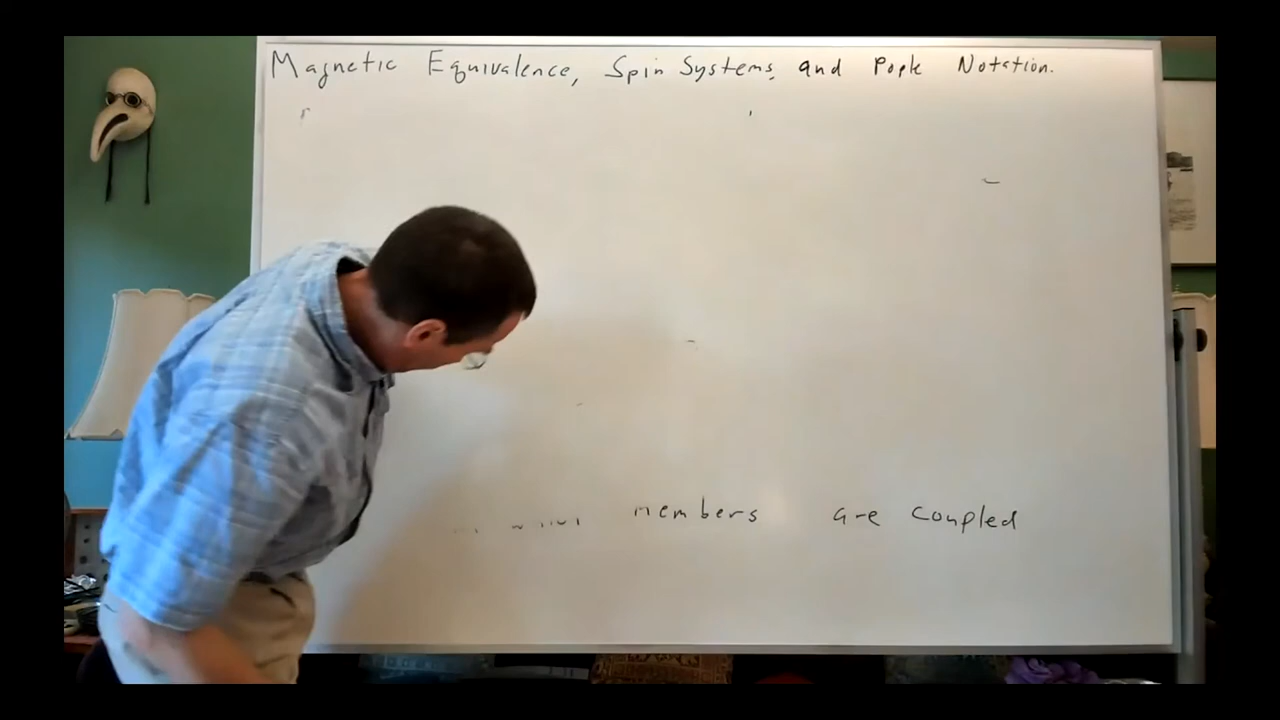 Magnetic Equivalence, Spin Systems, and Pople Notation.
members are coupled